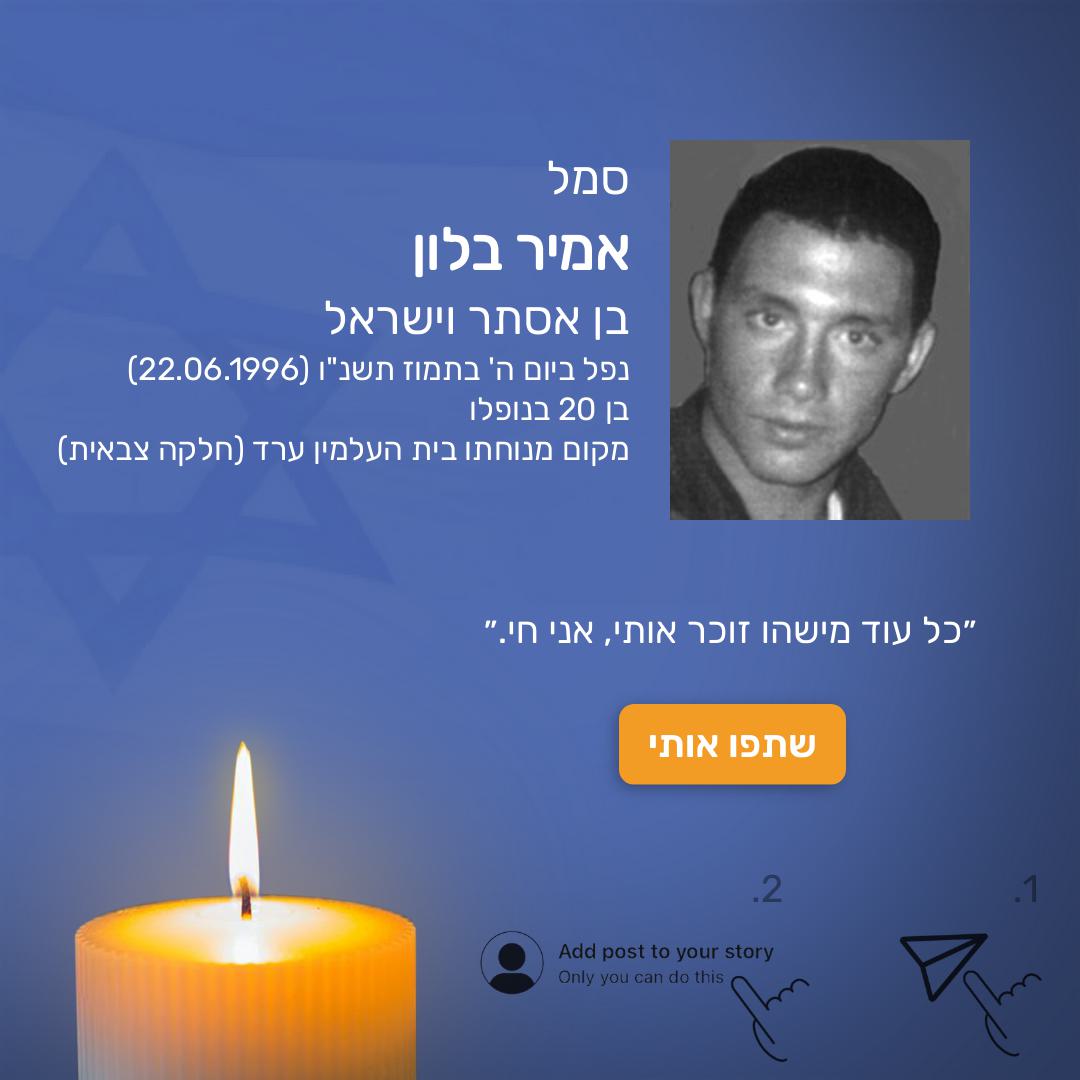 סמל
אמיר בלון
בן אסתר וישראל
נפל ביום ה' בתמוז תשנ"ו (22.06.1996)
בן 20 בנופלו
מקום מנוחתו בית העלמין ערד (חלקה צבאית)
״כל עוד מישהו זוכר אותי, אני חי.״
שתפו אותי
1.
2.
Add post to your story
Only you can do this